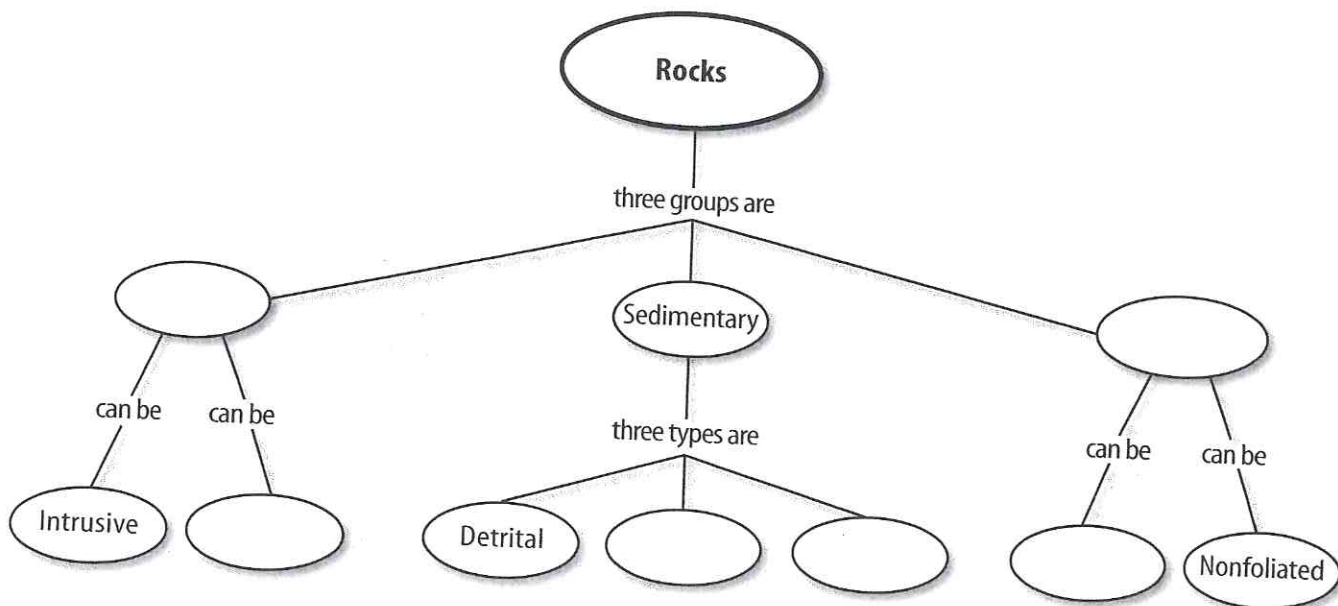 Rocks
three groups are
Sedimentary
can be
can be
three types are
can be
can be
Intrusive
Detrital
Nonfoliated